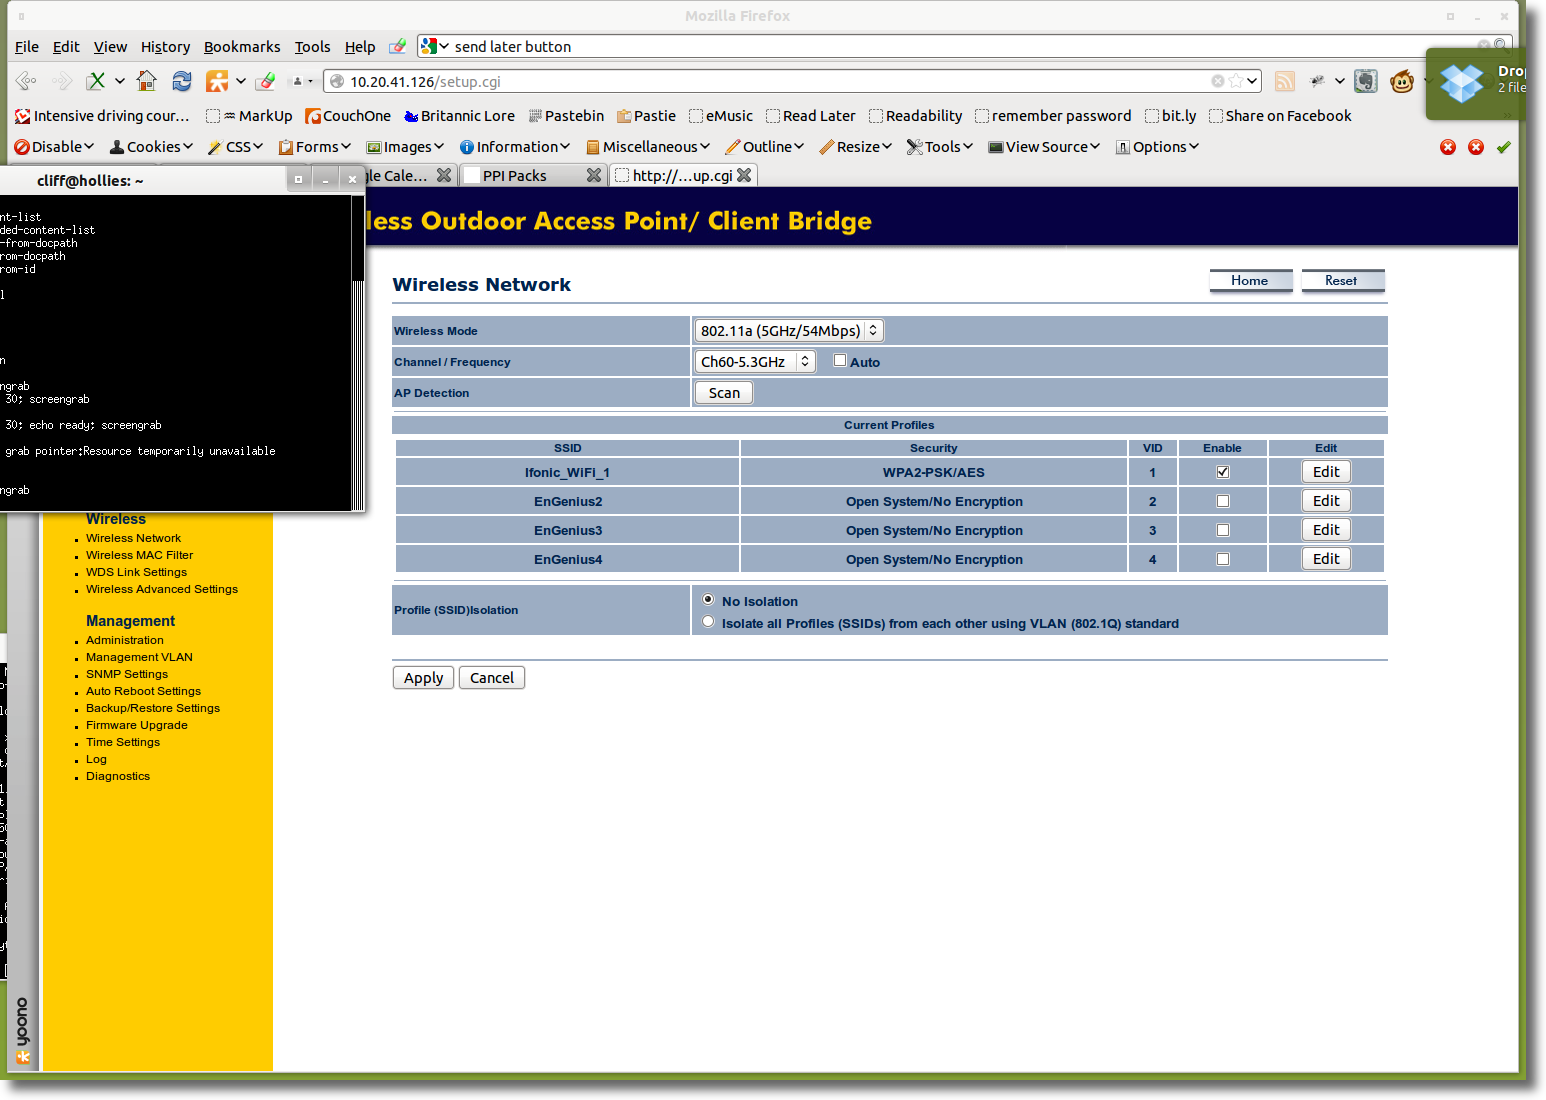 Mozilla Firefox
File Edit View History Bookmarks Tools Help send later button
10.20.41.126/setup.cgi
Drop
2 file
Intensive driving cour... MarkUp CouchOne Britannic Lore Pastebin Pastie eMusic Read Later Readability remember password bit.ly Share on Facebook
Disable Cookies CSS Forms Images Information Miscellaneous Outline Resize Tools View Source Options
gle Cale... PPI Packs http://...up.cgi
cliff@hollies: ~
nt-list
ded-content-list
-from-docpath
rom-docpath
rom-id
l
n
ngrab
30; screengrab
30; echo ready; screengrab
grab pointer:Resource temporarily unavailable
ngrab
less Outdoor Access Point/ Client Bridge
Wireless Network
Home Reset
Wireless Mode 802.11a (5GHz/54Mbps)
Channel / Frequency Ch60-5.3GHz Auto
AP Detection Scan
Current Profiles
SSID Security VID Enable Edit
Ifonic_WiFi_1 WPA2-PSK/AES 1 Edit
EnGenius2 Open System/No Encryption 2 Edit
EnGenius3 Open System/No Encryption 3 Edit
EnGenius4 Open System/No Encryption 4 Edit
Profile (SSID)Isolation
No Isolation
Isolate all Profiles (SSIDs) from each other using VLAN (802.1Q) standard
Apply Cancel
Wireless
Wireless Network
Wireless MAC Filter
WDS Link Settings
Wireless Advanced Settings
Management
Administration
Management VLAN
SNMP Settings
Auto Reboot Settings
Backup/Restore Settings
Firmware Upgrade
Time Settings
Log
Diagnostics
yoono